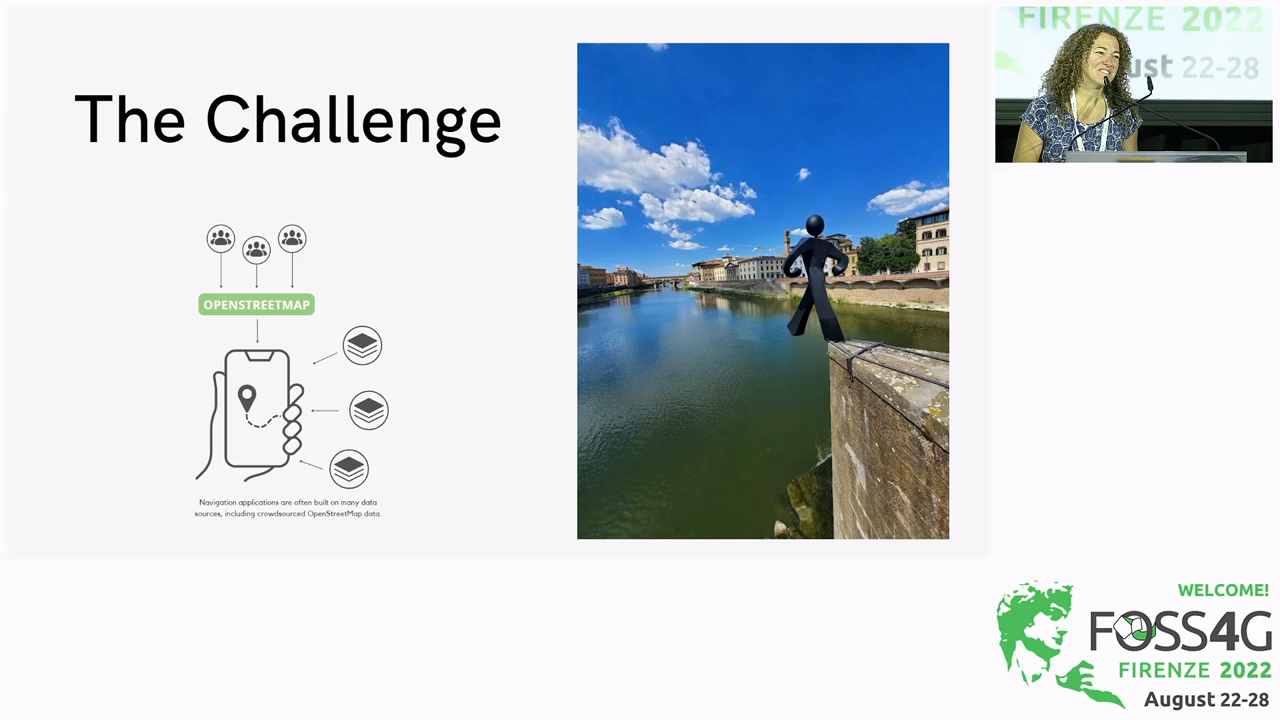 The Challenge
OPENSTREETMAP
Navigation applications are often built on many data
sources, including crowdsourced OpenStreetMap data.
FIRENZE 2022
ust 22-28
WELCOME!
FOSS4G
FIRENZE 2022
August 22-28